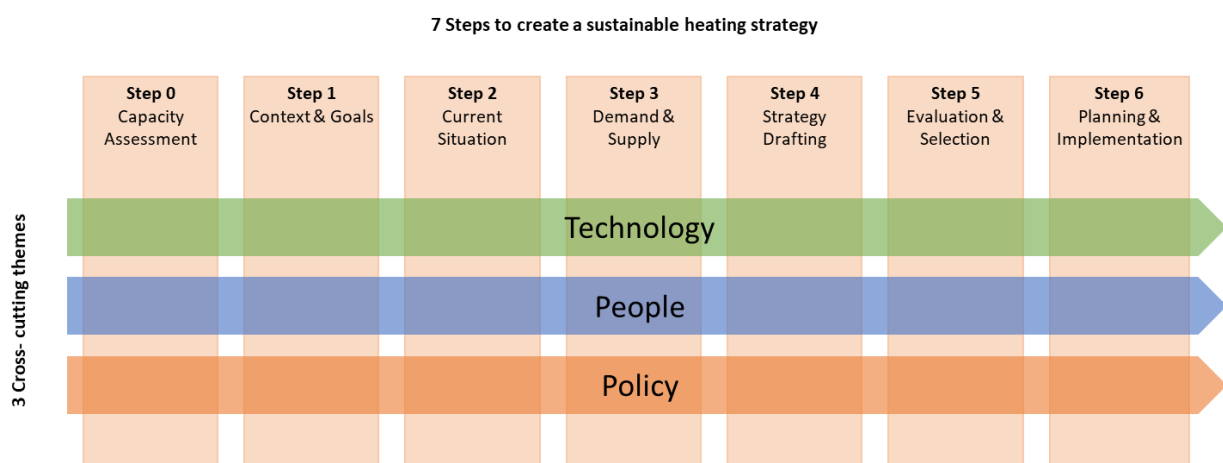 7 Steps to create a sustainable heating strategy
Step 0
Capacity
Assessment
Step 1
Context & Goals
Step 2
Current
Situation
Step 3
Demand &
Supply
Step 4
Strategy
Drafting
Step 5
Evaluation &
Selection
Step 6
Planning &
Implementation
3 Cross- cutting themes
Technology
People
Policy